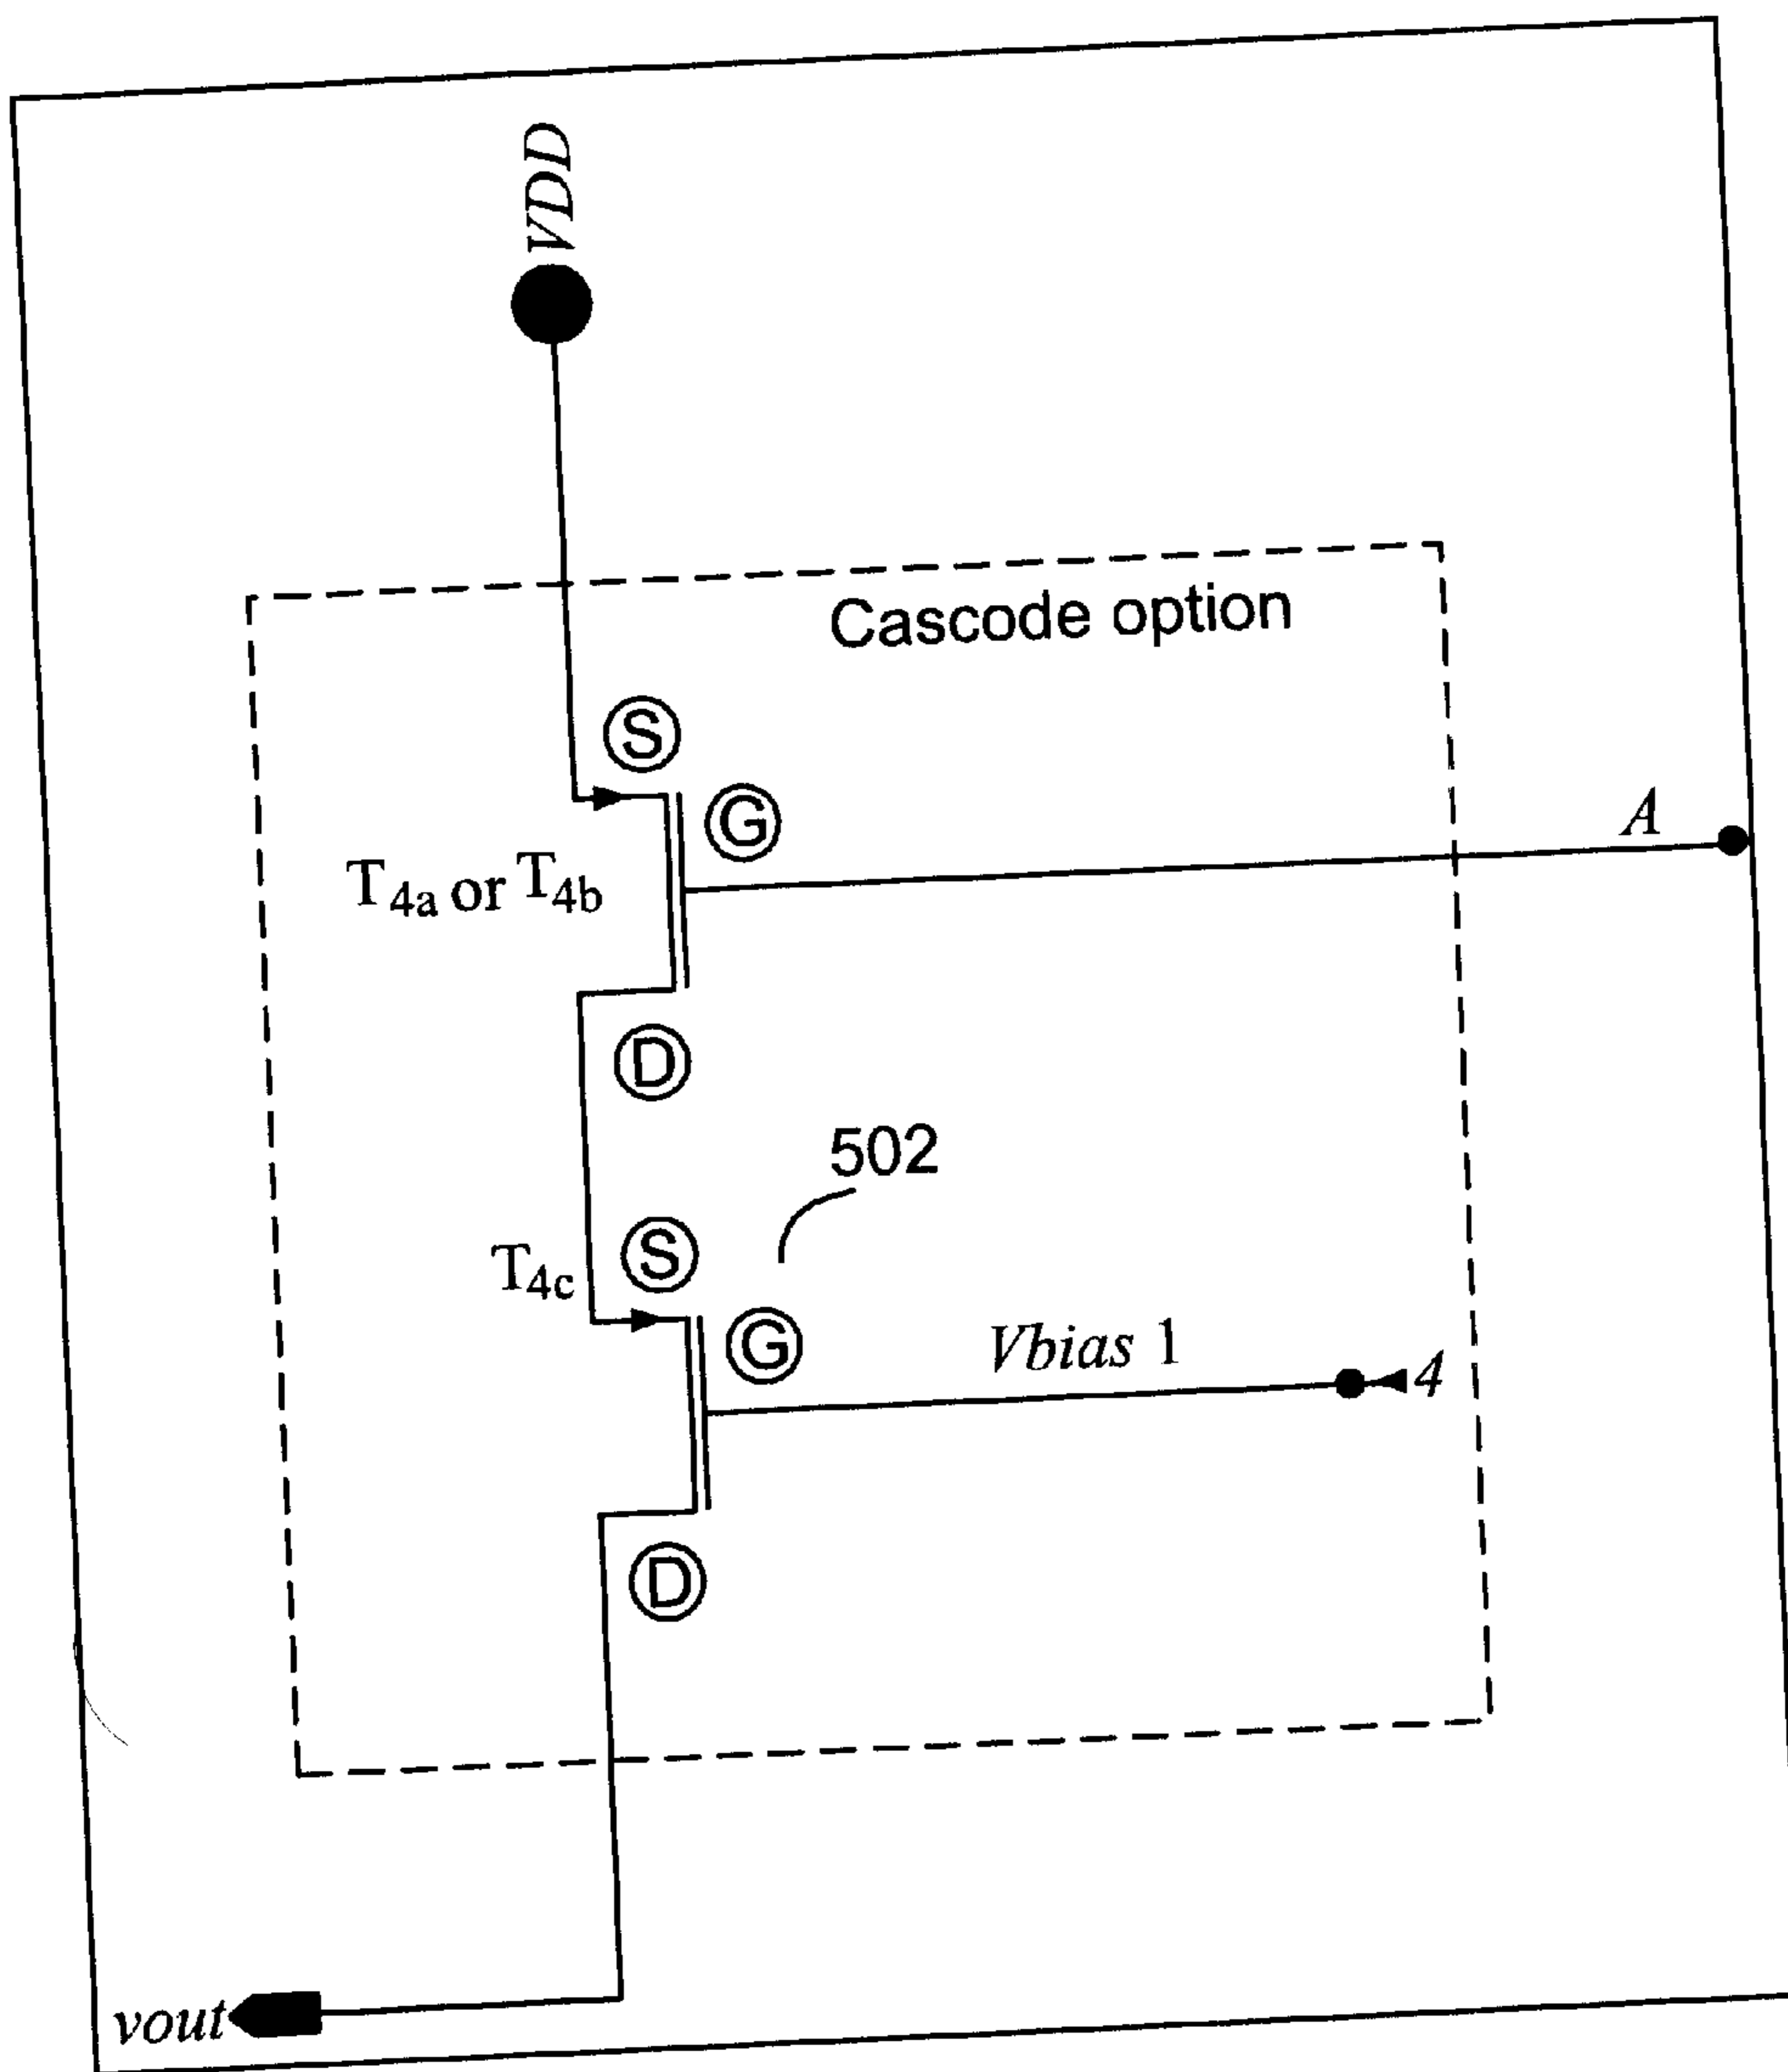 VDD
Cascode option
S
G
A
T4a or T4b
D
502
S
T4c
G
Vbias 1
4
D
vout